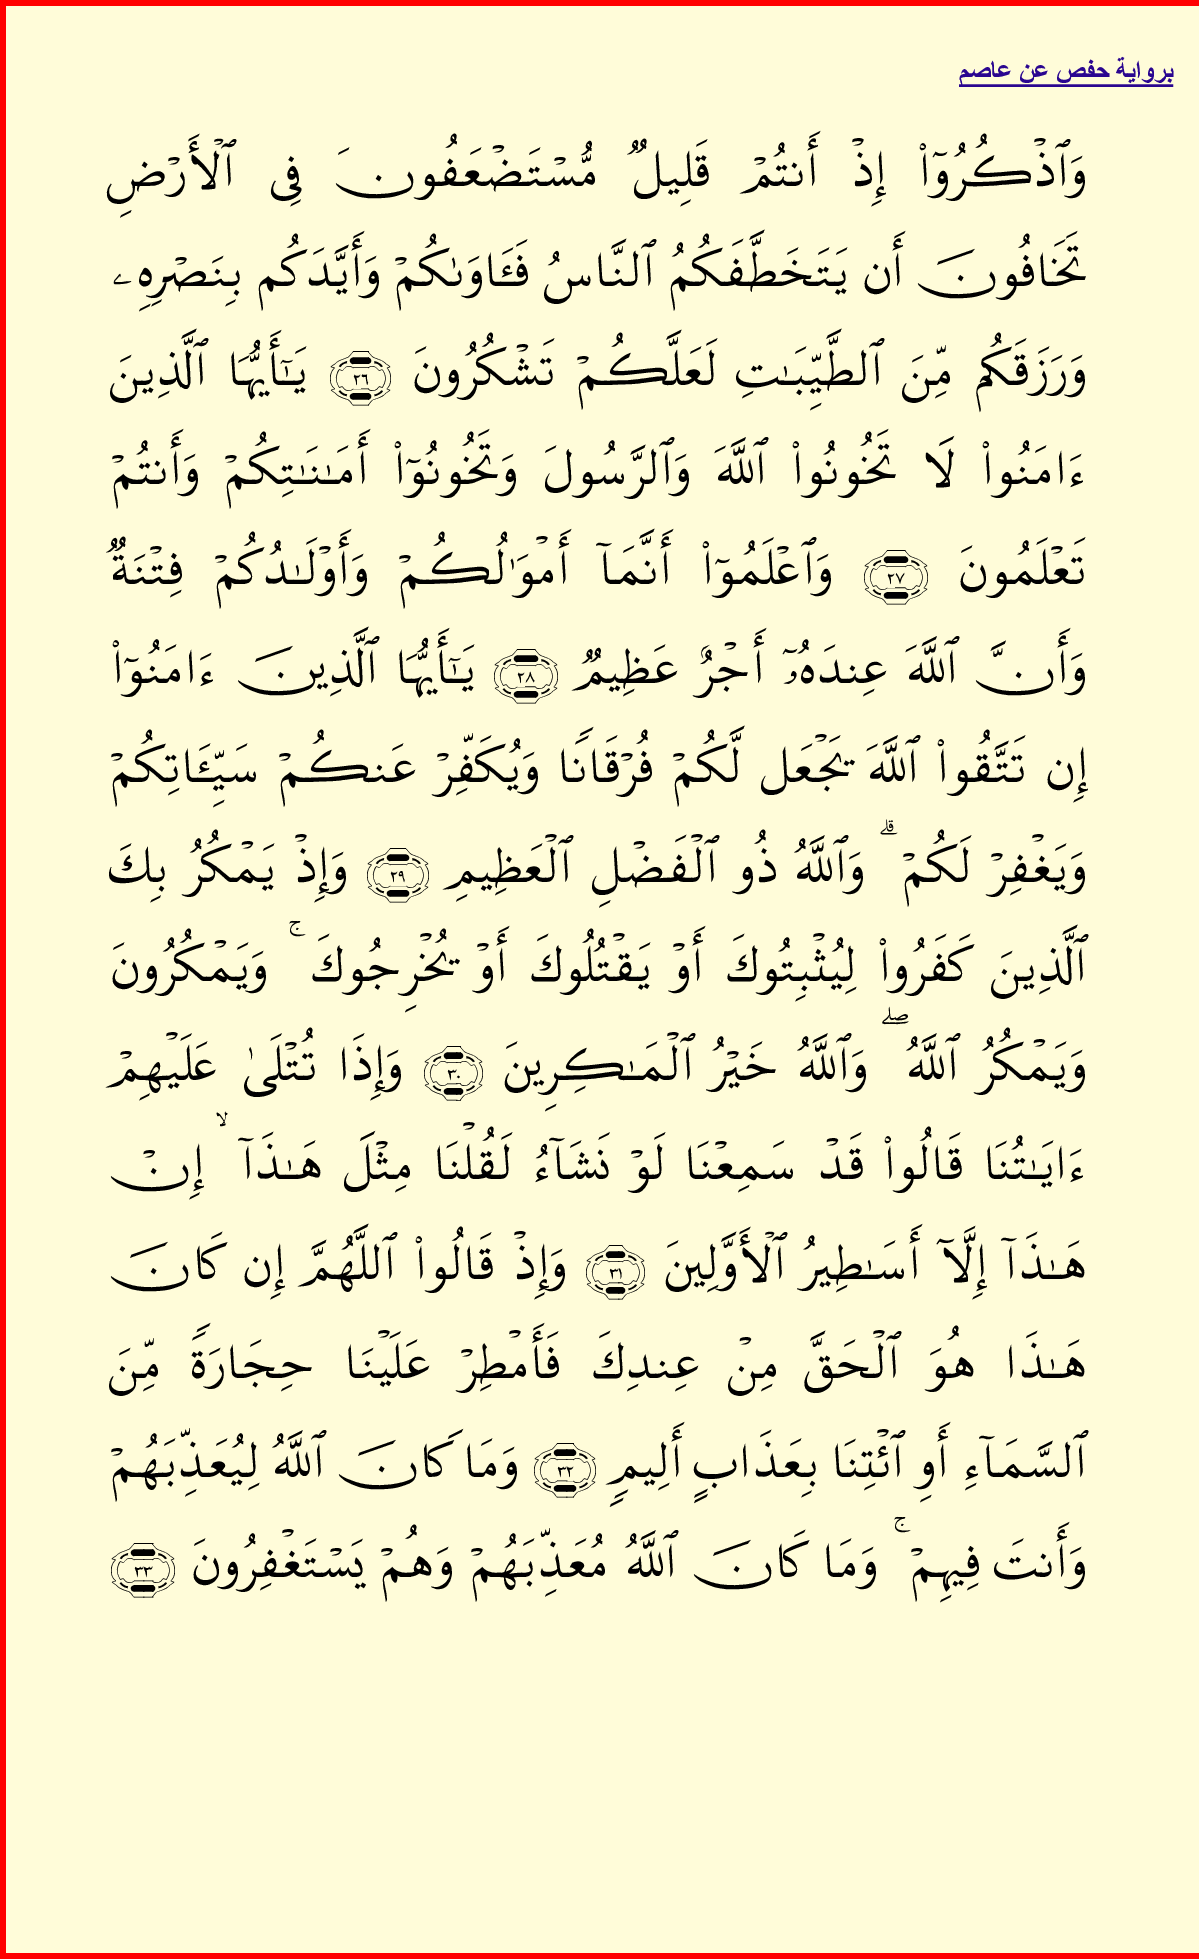 برواية حفص عن عاصم
وَٱذْكُرُوٓا۟ إِذْ أَنتُمْ قَلِيلٌ مُّسْتَضْعَفُونَ فِى ٱلْأَرْضِ
تَخَافُونَ أَن يَتَخَطَّفَكُمُ ٱلنَّاسُ فَـَٔاوَىٰكُمْ وَأَيَّدَكُم بِنَصْرِهِۦ
وَرَزَقَكُم مِّنَ ٱلطَّيِّبَـٰتِ لَعَلَّكُمْ تَشْكُرُونَ ٢٦ يَـٰٓأَيُّهَا ٱلَّذِينَ
ءَامَنُوا۟ لَا تَخُونُوا۟ ٱللَّهَ وَٱلرَّسُولَ وَتَخُونُوٓا۟ أَمَـٰنَـٰتِكُمْ وَأَنتُمْ
تَعْلَمُونَ ٢٧ وَٱعْلَمُوٓا۟ أَنَّمَآ أَمْوَٰلُكُمْ وَأَوْلَـٰدُكُمْ فِتْنَةٌ
وَأَنَّ ٱللَّهَ عِندَهُۥٓ أَجْرٌ عَظِيمٌ ٢٨ يَـٰٓأَيُّهَا ٱلَّذِينَ ءَامَنُوٓا۟
إِن تَتَّقُوا۟ ٱللَّهَ يَجْعَل لَّكُمْ فُرْقَانًا وَيُكَفِّرْ عَنكُمْ سَيِّـَٔاتِكُمْ
وَيَغْفِرْ لَكُمْ ۗ وَٱللَّهُ ذُو ٱلْفَضْلِ ٱلْعَظِيمِ ٢٩ وَإِذْ يَمْكُرُ بِكَ
ٱلَّذِينَ كَفَرُوا۟ لِيُثْبِتُوكَ أَوْ يَقْتُلُوكَ أَوْ يُخْرِجُوكَ ۚ وَيَمْكُرُونَ
وَيَمْكُرُ ٱللَّهُ ۖ وَٱللَّهُ خَيْرُ ٱلْمَـٰكِرِينَ ٣٠ وَإِذَا تُتْلَىٰ عَلَيْهِمْ
ءَايَـٰتُنَا قَالُوا۟ قَدْ سَمِعْنَا لَوْ نَشَآءُ لَقُلْنَا مِثْلَ هَـٰذَآ ۙ إِنْ
هَـٰذَآ إِلَّآ أَسَـٰطِيرُ ٱلْأَوَّلِينَ ٣١ وَإِذْ قَالُوا۟ ٱللَّهُمَّ إِن كَانَ
هَـٰذَا هُوَ ٱلْحَقَّ مِنْ عِندِكَ فَأَمْطِرْ عَلَيْنَا حِجَارَةً مِّنَ
ٱلسَّمَآءِ أَوِ ٱئْتِنَا بِعَذَابٍ أَلِيمٍ ٣٢ وَمَا كَانَ ٱللَّهُ لِيُعَذِّبَهُمْ
وَأَنتَ فِيهِمْ ۚ وَمَا كَانَ ٱللَّهُ مُعَذِّبَهُمْ وَهُمْ يَسْتَغْفِرُونَ ٣٣